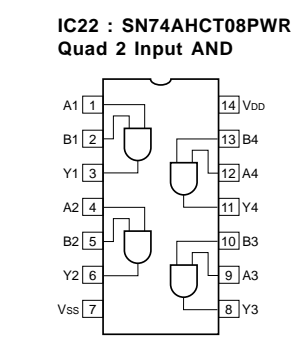 IC22 : SN74AHCT08PWR
Quad 2 Input AND
A1 1 14 VDD
B1 2 13 B4
Y1 3 12 A4
A2 4 11 Y4
B2 5 10 B3
Y2 6 9 A3
Vss 7 8 Y3